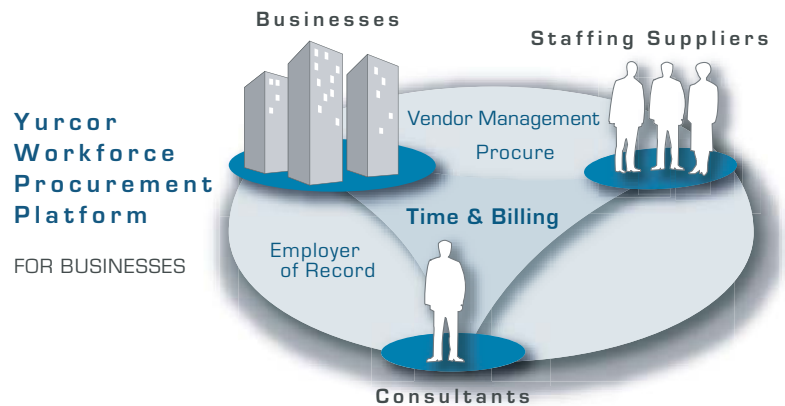 Businesses
Staffing Suppliers
Yurcor
Workforce
Procurement
Platform
FOR BUSINESSES
Vendor Management
Procure
Time & Billing
Employer
of Record
Consultants